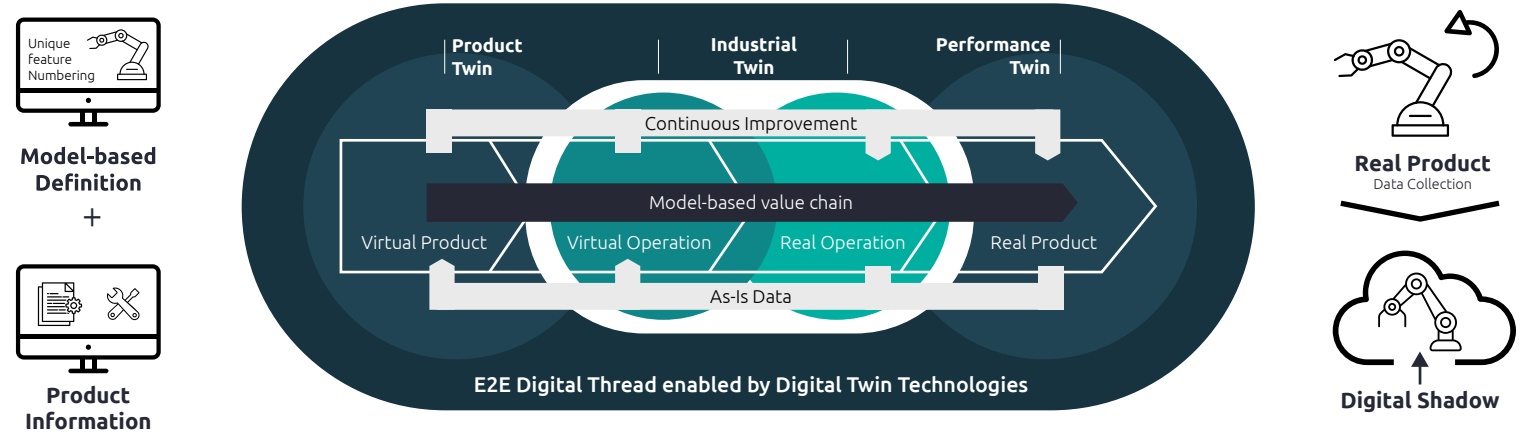 Unique
feature
Numbering
Model-based
Definition
+
Product
Information
Product
Twin
Industrial
Twin
Performance
Twin
Continuous Improvement
Model-based value chain
Virtual Product
Virtual Operation
Real Operation
Real Product
As-Is Data
E2E Digital Thread enabled by Digital Twin Technologies
Real Product
Data Collection
Digital Shadow